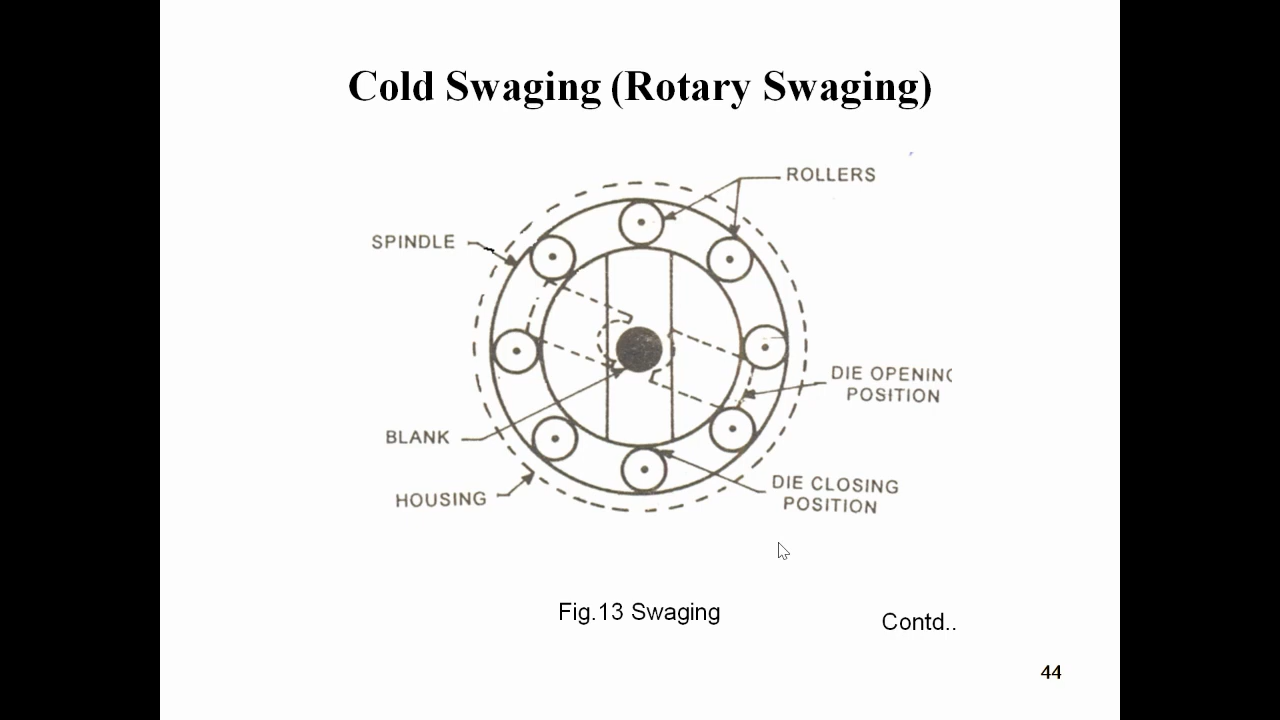 Cold Swaging (Rotary Swaging)
ROLLERS
SPINDLE
DIE OPENING
POSITION
BLANK
DIE CLOSING
POSITION
HOUSING
Fig.13 Swaging
Contd..
44